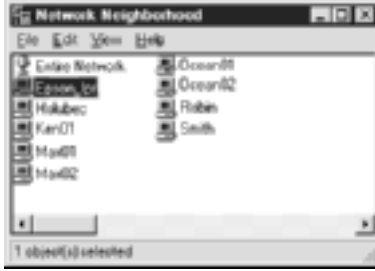 Network Neighborhood
File Edit View Help
Entire Network
Epson_lpr
Holubec
Ken01
Max01
Max02
Ocean01
Ocean02
Robin
Smith
1 object(s) selected